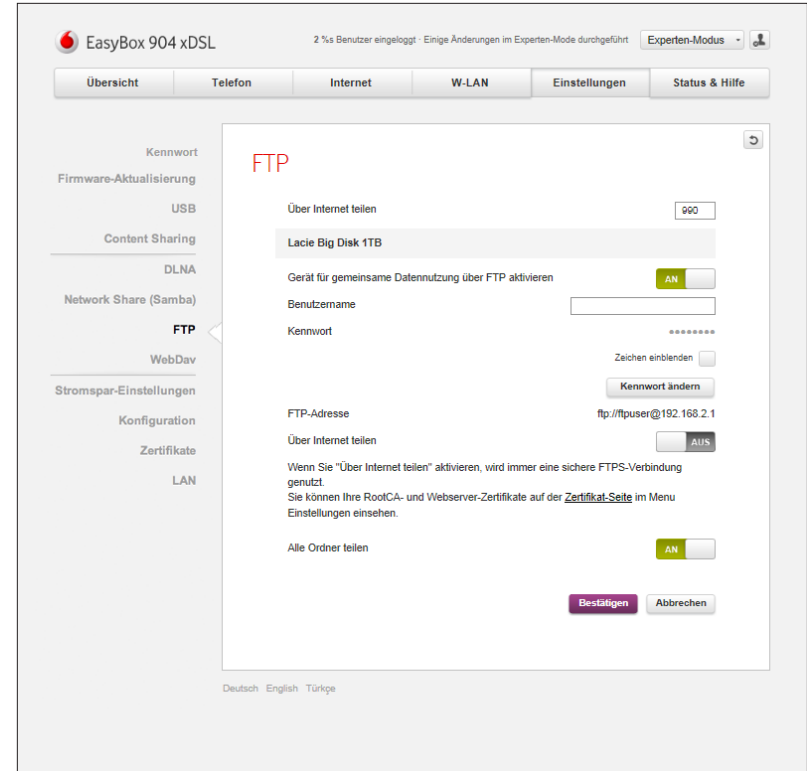 EasyBox 904 xDSL
2 %s Benutzer eingeloggt · Einige Änderungen im Experten-Mode durchgeführt
Experten-Modus
Übersicht
Telefon
Internet
W-LAN
Einstellungen
Status & Hilfe
Kennwort
Firmware-Aktualisierung
USB
Content Sharing
DLNA
Network Share (Samba)
FTP
WebDav
Stromspar-Einstellungen
Konfiguration
Zertifikate
LAN
FTP
Über Internet teilen
990
Lacie Big Disk 1TB
Gerät für gemeinsame Datennutzung über FTP aktivieren
AN
Benutzername
Kennwort
Zeichen einblenden
Kennwort ändern
FTP-Adresse
ftp://ftpuser@192.168.2.1
Über Internet teilen
AUS
Wenn Sie "Über Internet teilen" aktivieren, wird immer eine sichere FTPS-Verbindung
genutzt.
Sie können Ihre RootCA- und Webserver-Zertifikate auf der Zertifikat-Seite im Menu
Einstellungen einsehen.
Alle Ordner teilen
AN
Bestätigen
Abbrechen
Deutsch English Türkçe